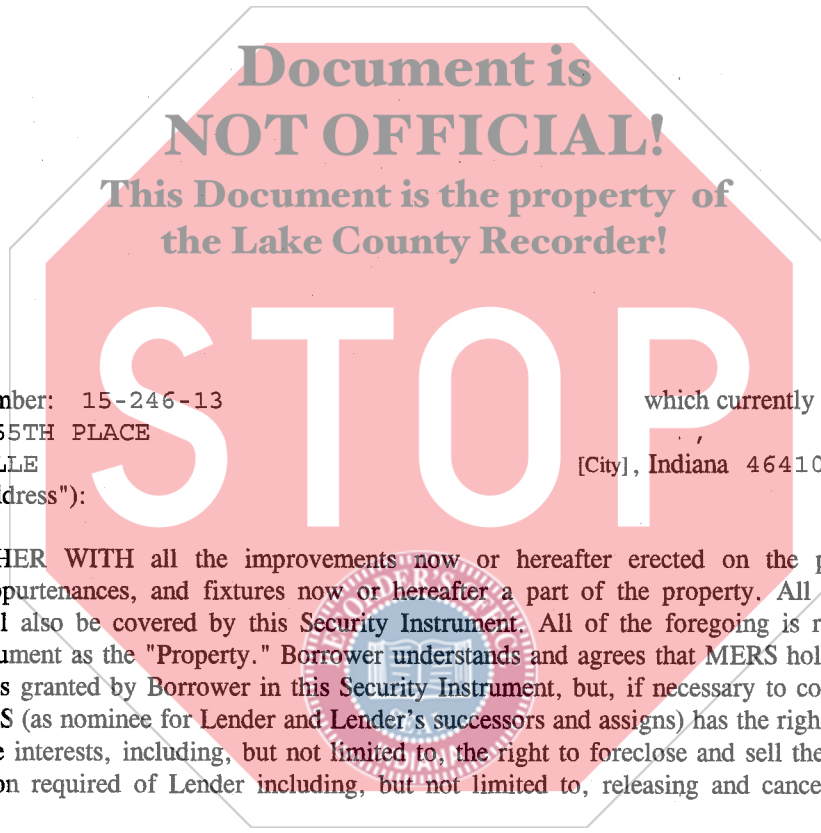 Document is
NOT OFFICIAL!
This Document is the property of
the Lake County Recorder!
STOP
mber: 15-246-13 which currently
55TH PLACE ,
LLE [City], Indiana 46410
ddress"):
HER WITH all the improvements now or hereafter erected on the p
ppurtenances, and fixtures now or hereafter a part of the property. All
l also be covered by this Security Instrument. All of the foregoing is r
ument as the "Property." Borrower understands and agrees that MERS hol
s granted by Borrower in this Security Instrument, but, if necessary to co
S (as nominee for Lender and Lender's successors and assigns) has the righ
e interests, including, but not limited to, the right to foreclose and sell the
on required of Lender including, but not limited to, releasing and cance